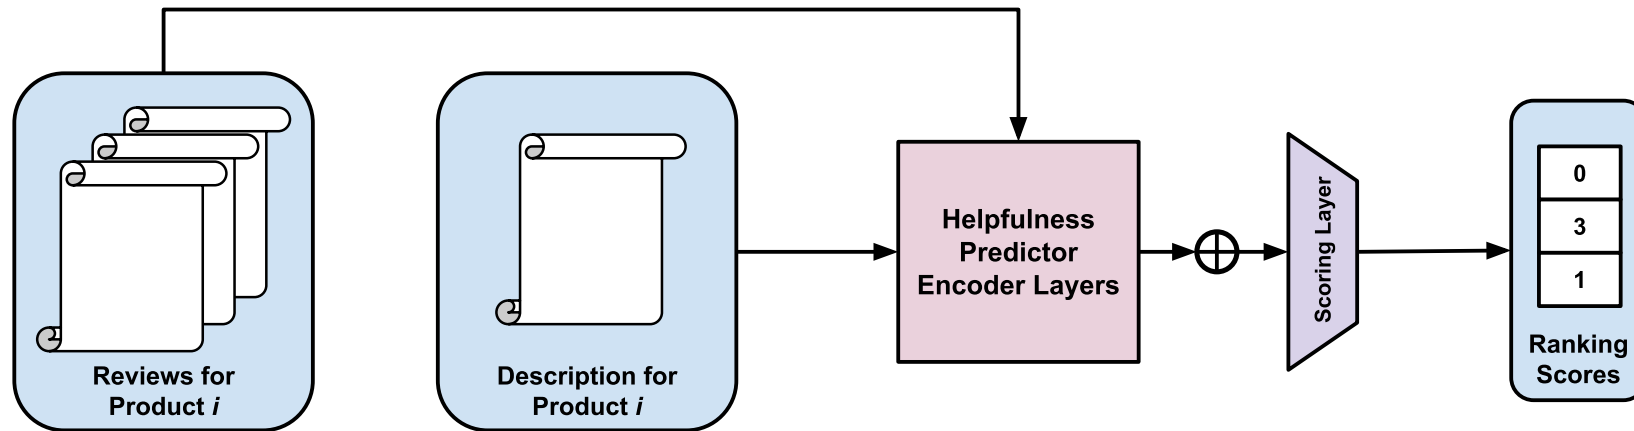 Reviews for
Product i
Description for
Product i
Helpfulness
Predictor
Encoder Layers
Scoring Layer
0
3
1
Ranking
Scores